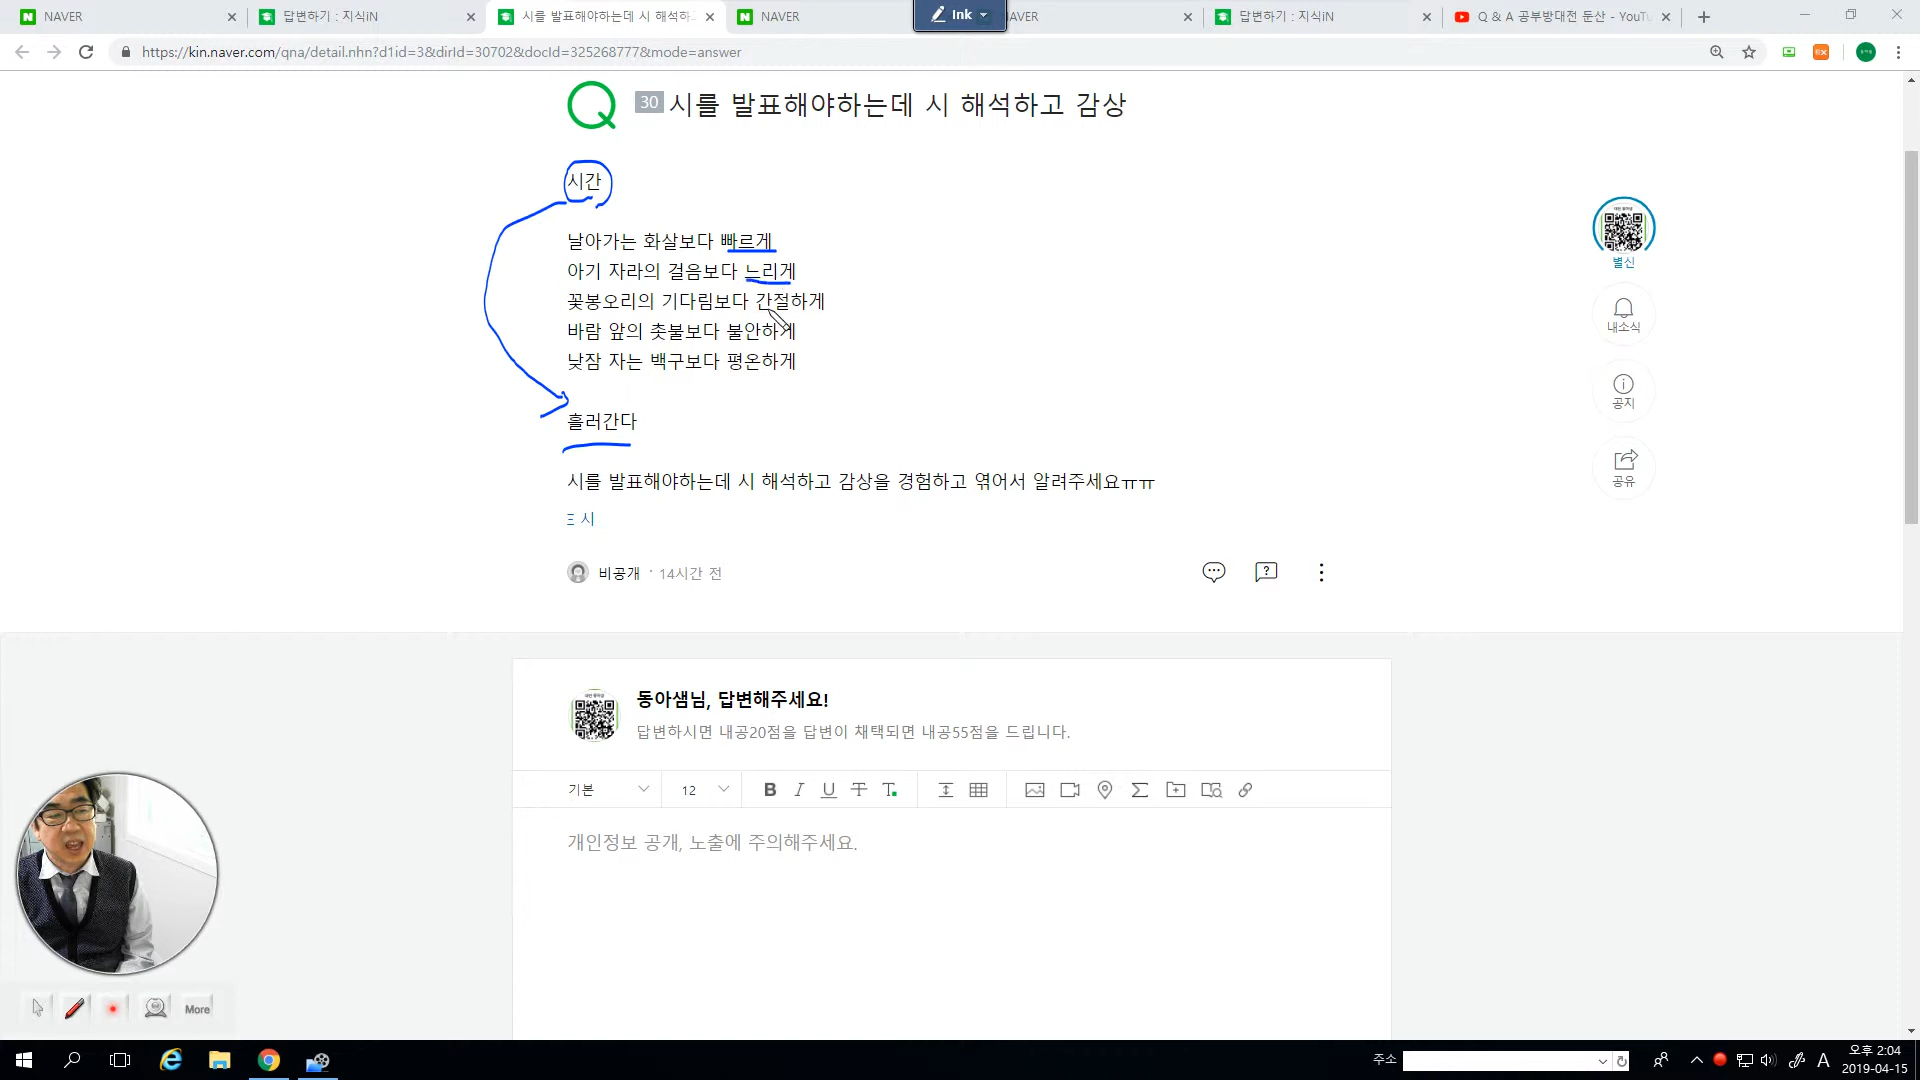 NAVER
답변하기 : 지식iN
시를 발표해야하는데 시 해석하고
NAVER
Ink
AVER
답변하기 : 지식iN
Q & A 공부방대전 둔산 - YouTu
https://kin.naver.com/qna/detail.nhn?d1id=3&dirId=30702&docId=325268777&mode=answer
30 시를 발표해야하는데 시 해석하고 감상
시간
날아가는 화살보다 빠르게
아기 자라의 걸음보다 느리게
꽃봉오리의 기다림보다 간절하게
바람 앞의 촛불보다 불안하게
낮잠 자는 백구보다 평온하게
흘러간다
시를 발표해야하는데 시 해석하고 감상을 경험하고 엮어서 알려주세요ㅠㅠ
시
비공개 · 14시간 전
별신
내소식
공지
공유
동아샘님, 답변해주세요!
답변하시면 내공20점을 답변이 채택되면 내공55점을 드립니다.
기본
12
B I U T T
개인정보 공개, 노출에 주의해주세요.
More
주소
A
오후 2:04
2019-04-15